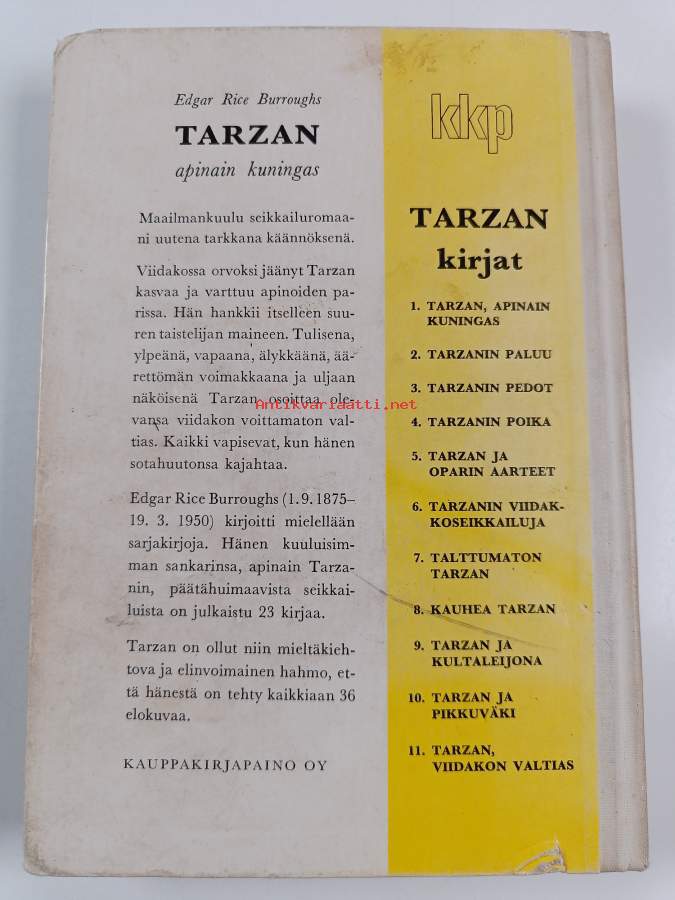 Edgar Rice Burroughs
TARZAN
apinain kuningas
Maailmankuulu seikkailuromaa-
ni uutena tarkkana käännöksenä.
Viidakossa orvoksi jäänyt Tarzan
kasvaa ja varttuu apinoiden pa-
rissa. Hän hankkii itselleen suu-
ren taistelijan maineen. Tulisena,
ylpeänä, vapaana, älykkäänä, ää-
rettömän voimakkaana ja uljaan
näköisenä Tarzan osoittaa ole-
vansa viidakon voittamaton val-
tias. Kaikki vapisevat, kun hänen
sotahuutonsa kajahtaa.
Edgar Rice Burroughs (1.9.1875–
19. 3. 1950) kirjoitti mielellään
sarjakirjoja. Hänen kuuluisim-
man sankarinsa, apinain Tarza-
nin, päätähuimaavista seikkai-
luista on julkaistu 23 kirjaa.
Tarzan on ollut niin mieltäkieh-
tova ja elinvoimainen hahmo, et-
tä hänestä on tehty kaikkiaan 36
elokuvaa.
KAUPPAKIRJAPAINO OY
kkp
TARZAN
kirjat
1. TARZAN, APINAIN
KUNINGAS
2. TARZANIN PALUU
3. TARZANIN PEDOT
4. TARZANIN POIKA
5. TARZAN JA
OPARIN AARTEET
6. TARZANIN VIIDAK-
KOSEIKKAILUJA
7. TALTTUMATON
TARZAN
8. KAUHEA TARZAN
9. TARZAN JA
KULTALEIJONA
10. TARZAN JA
PIKKUVÄKI
11. TARZAN,
VIIDAKON VALTIAS
Antikvariaatti.net